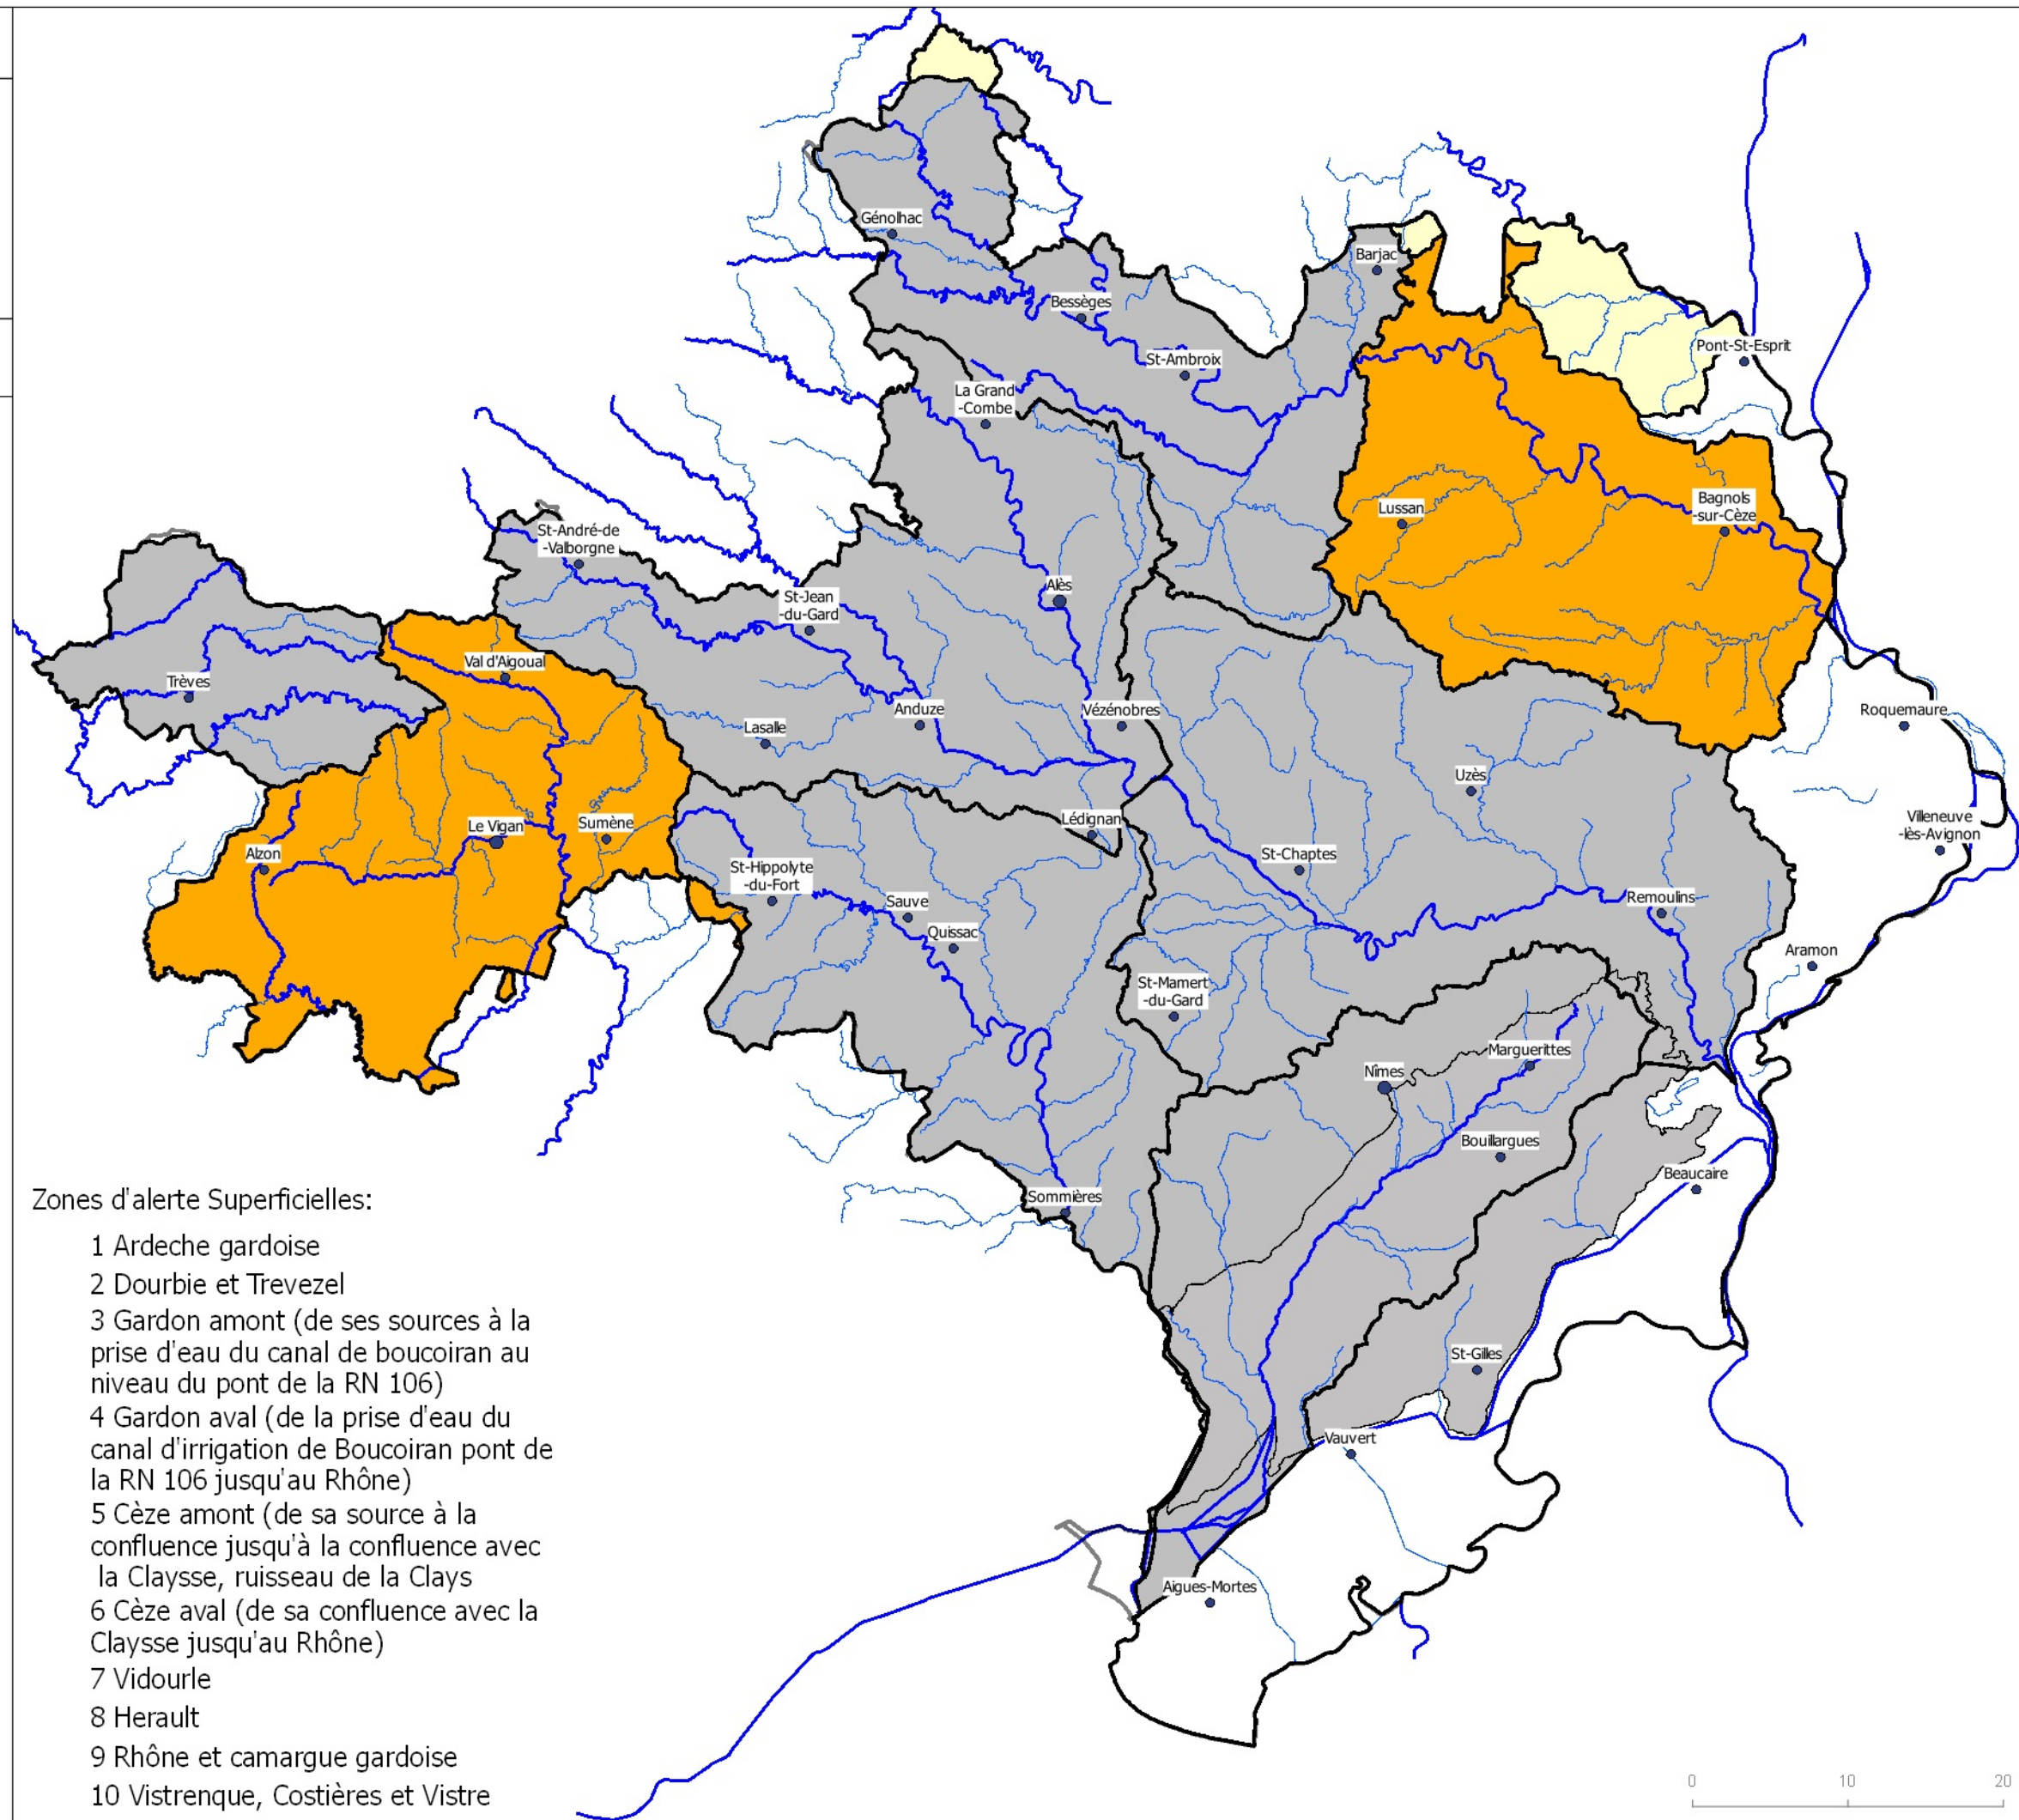 Génolhac
Barjac
Bessèges
Pont-St-Esprit
St-Ambroix
La Grand
-Combe
Lussan
Bagnols
-sur-Cèze
St-André-de
-Valborgne
Alès
St-Jean
-du-Gard
Val d'Aigoual
Trèves
Anduze
Vézénobres
Roquemaure
Lasalle
Uzès
Lédignan
Villeneuve
-lès-Avignon
Le Vigan
Sumène
Alzon
St-Chaptes
St-Hippolyte
-du-Fort
Sauve
Remoulins
Quissac
Aramon
St-Mamert
-du-Gard
Marguerittes
Nîmes
Bouillargues
Beaucaire
Sommières
St-Gilles
Vauvert
Aigues-Mortes
Zones d'alerte Superficielles:
1 Ardeche gardoise
2 Dourbie et Trevezel
3 Gardon amont (de ses sources à la
prise d'eau du canal de boucoiran au
niveau du pont de la RN 106)
4 Gardon aval (de la prise d'eau du
canal d'irrigation de Boucoiran pont de
la RN 106 jusqu'au Rhône)
5 Cèze amont (de sa source à la
confluence jusqu'à la confluence avec
la Claysse, ruisseau de la Clays
6 Cèze aval (de sa confluence avec la
Claysse jusqu'au Rhône)
7 Vidourle
8 Herault
9 Rhône et camargue gardoise
10 Vistrenque, Costières et Vistre
0 10 20